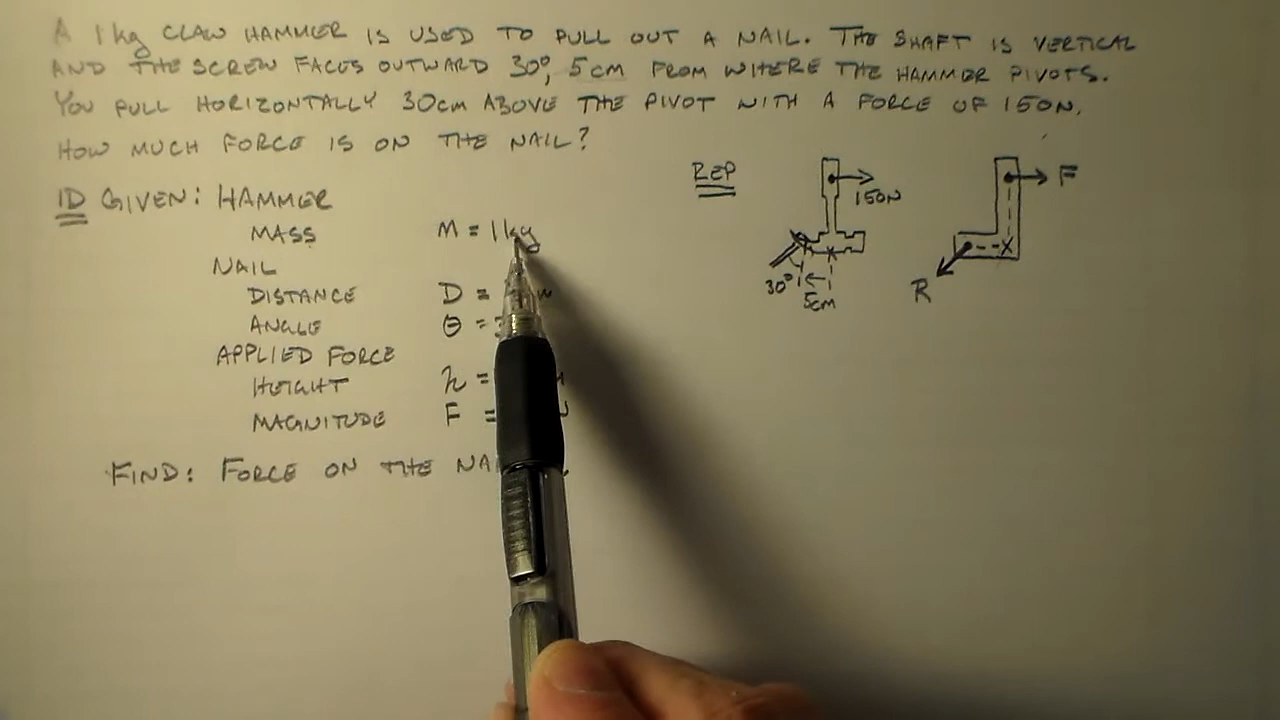 A 1kg CLAW HAMMER IS USED TO PULL OUT A NAIL. THE SHAFT IS VERTICAL
AND THE SCREW FACES OUTWARD 30°, 5cm FROM WHERE THE HAMMER PIVOTS.
YOU PULL HORIZONTALLY 30cm ABOVE THE PIVOT WITH A FORCE OF 150N.
HOW MUCH FORCE IS ON THE NAIL?
ID GIVEN: HAMMER
MASS M = 1kg
NAIL
DISTANCE D =
ANGLE θ =
APPLIED FORCE
HEIGHT h =
MAGNITUDE F =
FIND: FORCE ON THE
REP
150N
30°
5cm
F
R